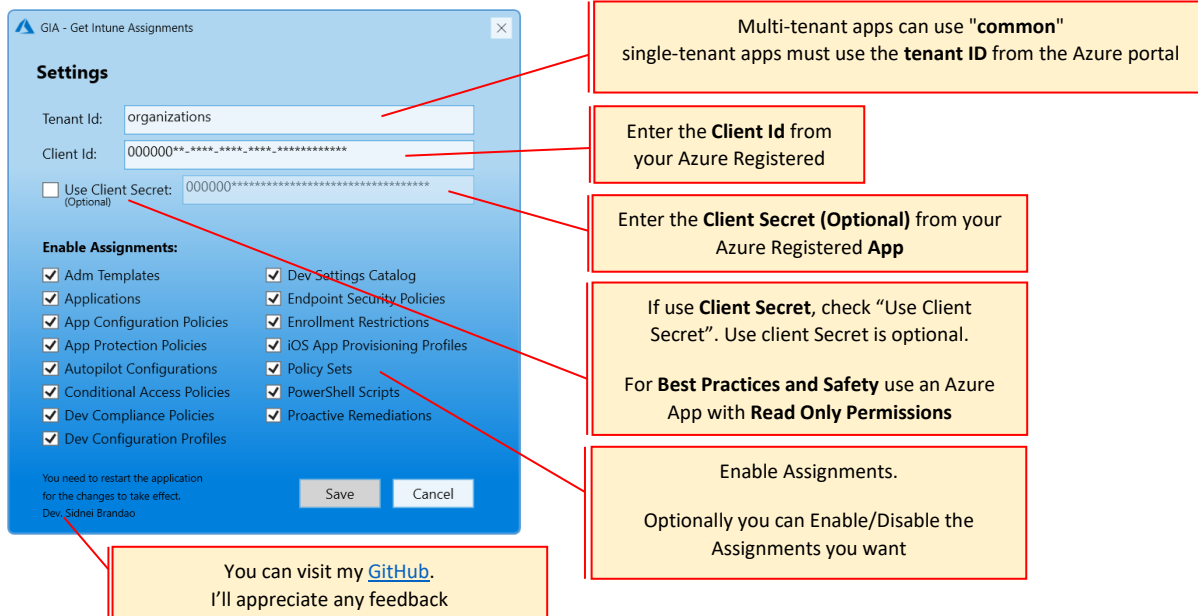 GIA - Get Intune Assignments
Settings
Tenant Id:
organizations
Client Id:
000000**-****-****-****-************
Use Client Secret:
(Optional)
000000**********************************
Enable Assignments:
Adm Templates
Applications
App Configuration Policies
App Protection Policies
Autopilot Configurations
Conditional Access Policies
Dev Compliance Policies
Dev Configuration Profiles
Dev Settings Catalog
Endpoint Security Policies
Enrollment Restrictions
iOS App Provisioning Profiles
Policy Sets
PowerShell Scripts
Proactive Remediations
You need to restart the application
for the changes to take effect.
Dev. Sidnei Brandao
Save
Cancel
Multi-tenant apps can use "common"
single-tenant apps must use the tenant ID from the Azure portal
Enter the Client Id from
your Azure Registered
Enter the Client Secret (Optional) from your
Azure Registered App
If use Client Secret, check “Use Client
Secret”. Use client Secret is optional.
For Best Practices and Safety use an Azure
App with Read Only Permissions
Enable Assignments.
Optionally you can Enable/Disable the
Assignments you want
You can visit my GitHub.
I’ll appreciate any feedback